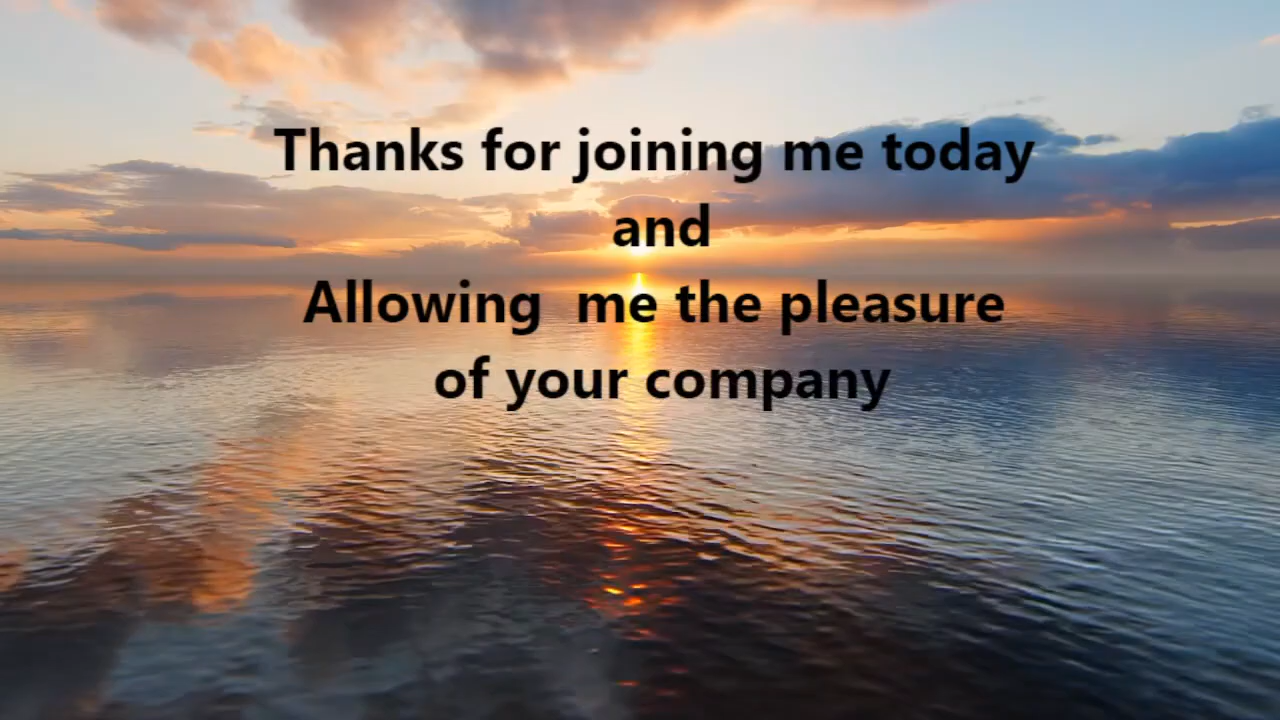 Thanks for joining me today
and
Allowing  me the pleasure
of your company